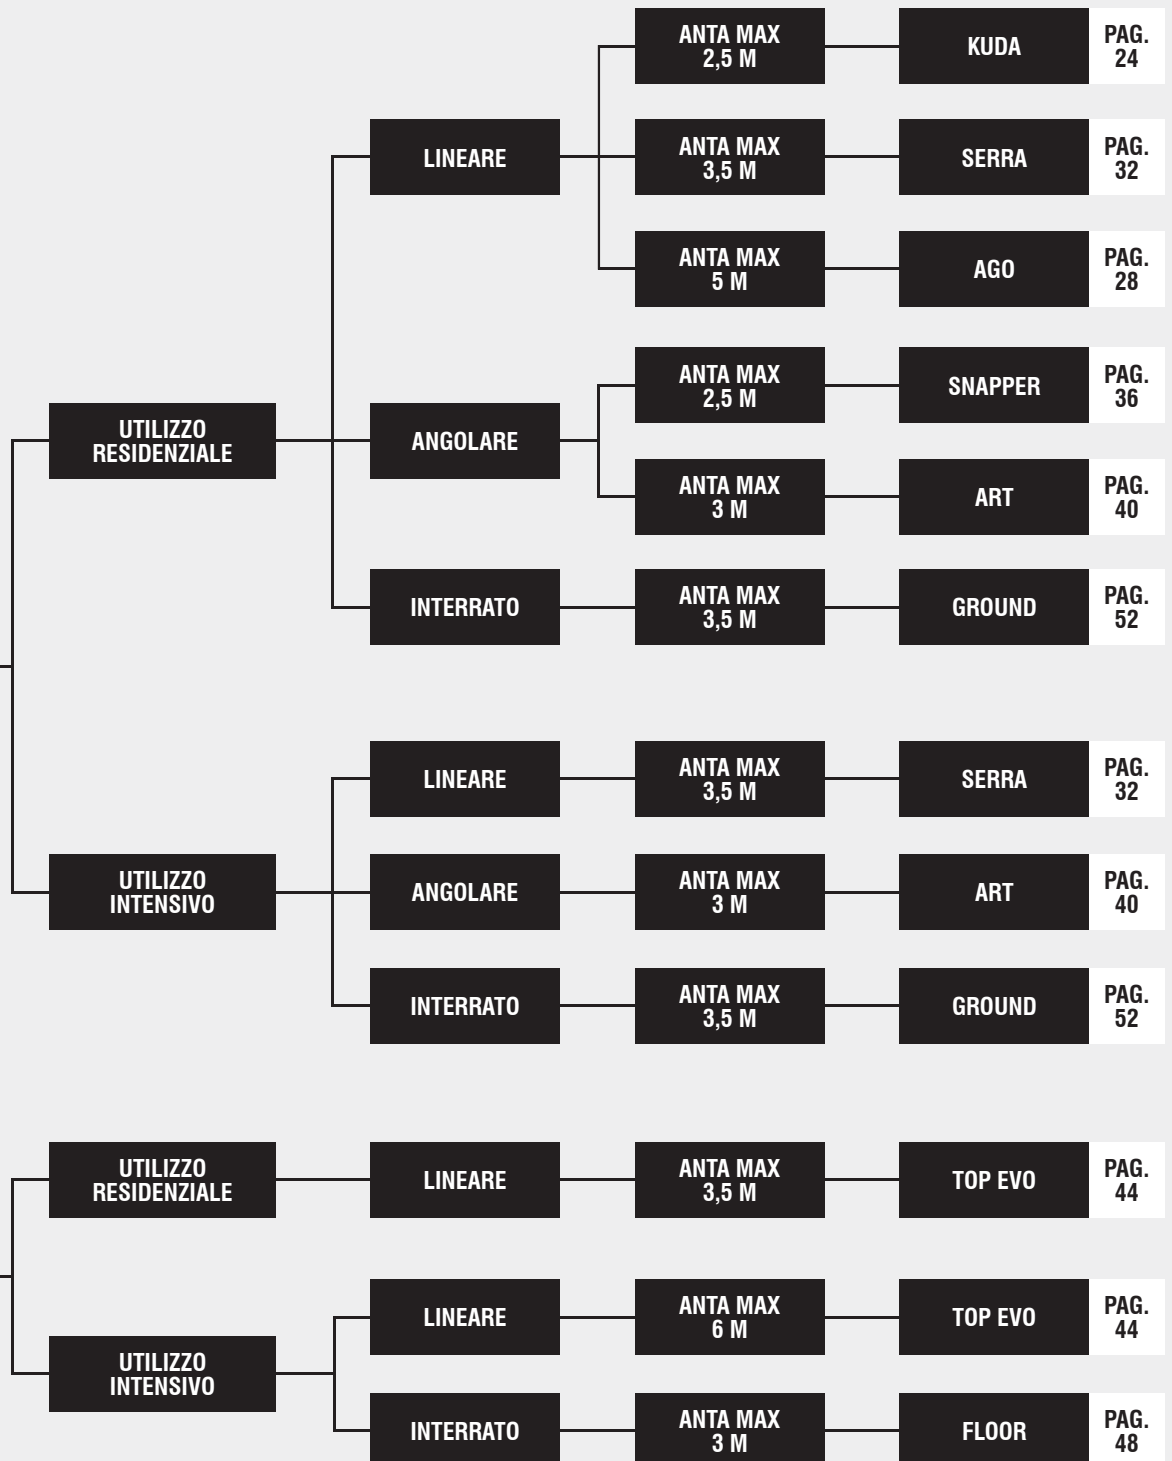 ANTA MAX
2,5 M
KUDA
PAG.
24
LINEARE
ANTA MAX
3,5 M
SERRA
PAG.
32
ANTA MAX
5 M
AGO
PAG.
28
ANTA MAX
2,5 M
SNAPPER
PAG.
36
UTILIZZO
RESIDENZIALE
ANGOLARE
ANTA MAX
3 M
ART
PAG.
40
INTERRATO
ANTA MAX
3,5 M
GROUND
PAG.
52
LINEARE
ANTA MAX
3,5 M
SERRA
PAG.
32
UTILIZZO
INTENSIVO
ANGOLARE
ANTA MAX
3 M
ART
PAG.
40
INTERRATO
ANTA MAX
3,5 M
GROUND
PAG.
52
UTILIZZO
RESIDENZIALE
LINEARE
ANTA MAX
3,5 M
TOP EVO
PAG.
44
LINEARE
ANTA MAX
6 M
TOP EVO
PAG.
44
UTILIZZO
INTENSIVO
INTERRATO
ANTA MAX
3 M
FLOOR
PAG.
48